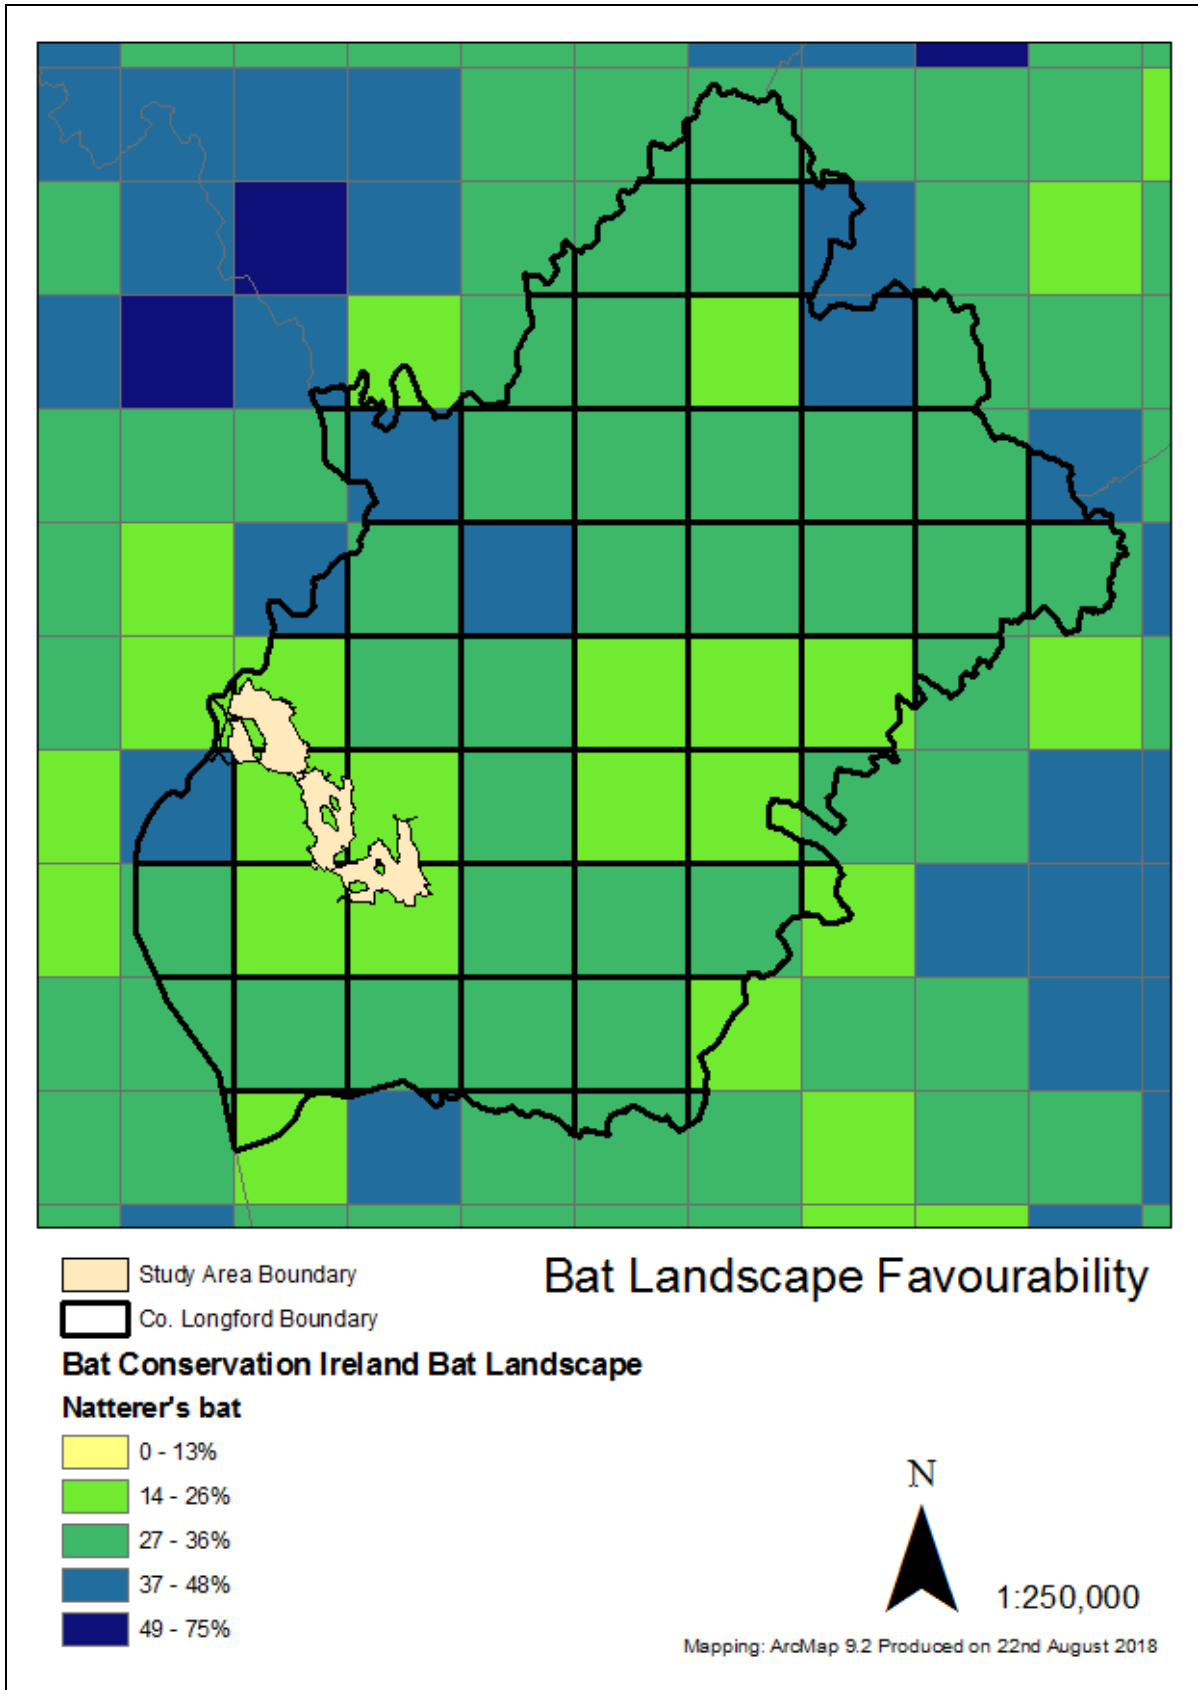 Study Area Boundary
Bat Landscape Favourability
Co. Longford Boundary
Bat Conservation Ireland Bat Landscape
Natterer's bat
0 - 13%
14 - 26%
27 - 36%
37 - 48%
49 - 75%
N
1:250,000
Mapping: ArcMap 9.2 Produced on 22nd August 2018